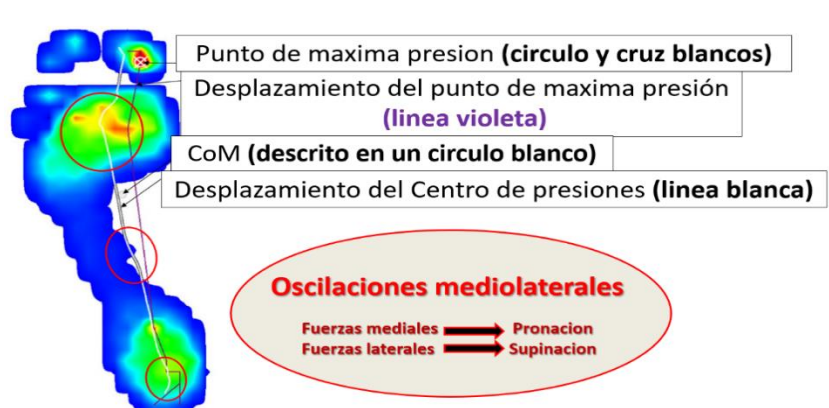 Punto de maxima presion (circulo y cruz blancos)
Desplazamiento del punto de maxima presión
(linea violeta)
CoM (descrito en un circulo blanco)
Desplazamiento del Centro de presiones (linea blanca)
Oscilaciones mediolaterales
Fuerzas mediales Pronacion
Fuerzas laterales Supinacion